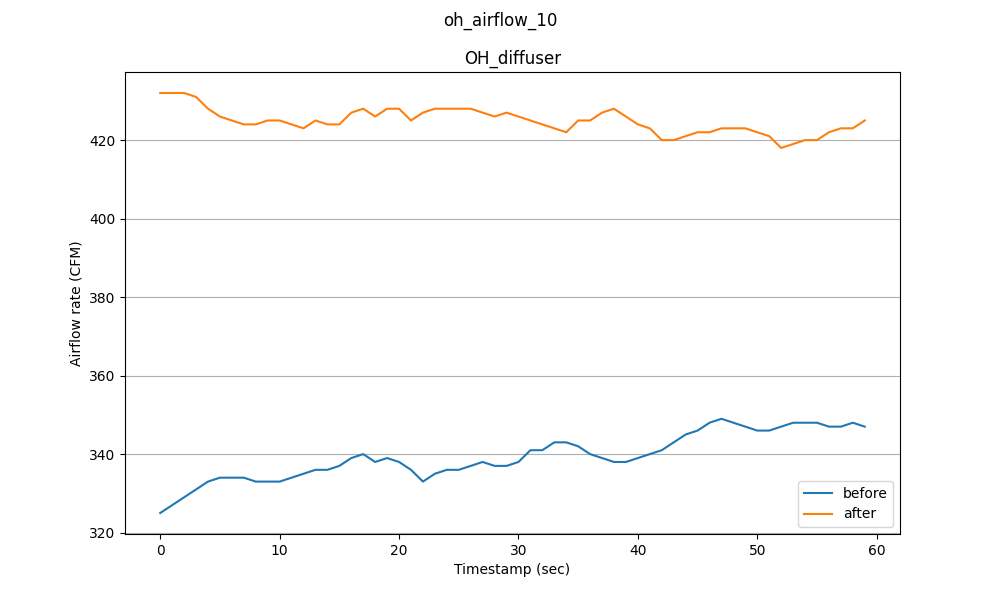 oh_airflow_10
OH_diffuser
Airflow rate (CFM)
420
400
380
360
340
320
0 10 20 30 40 50 60
Timestamp (sec)
before
after